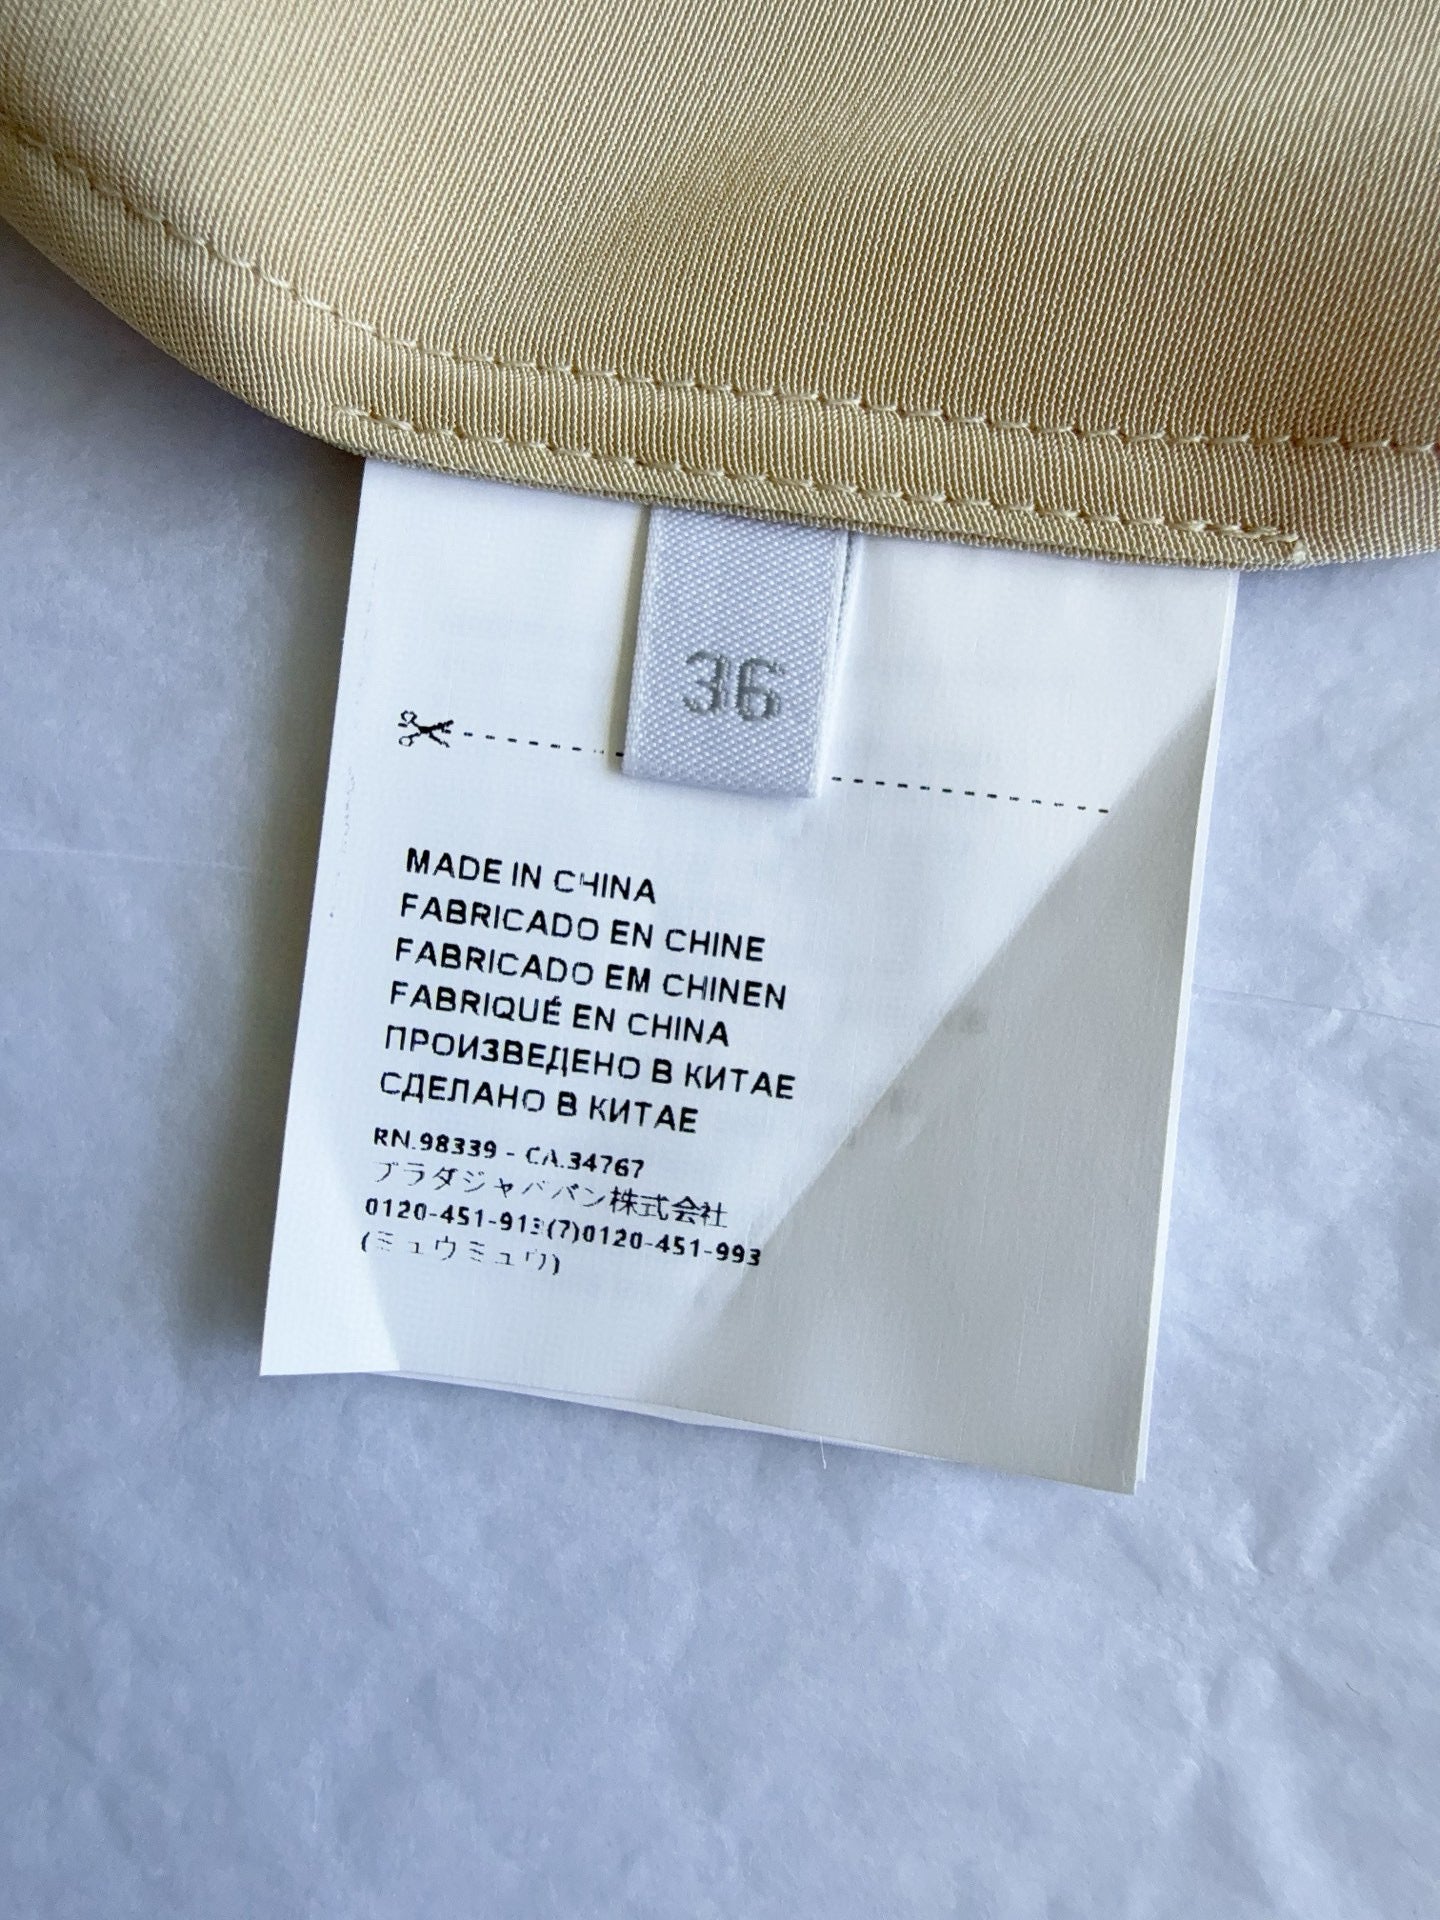 36
MADE IN CHINA
FABRICADO EN CHINE
FABRICADO EM CHINEN
FABRIQUÉ EN CHINA
ПРОИЗВЕДЕНО В КИТАЕ
СДЕЛАНО В КИТАЕ
RN.98339 - CA.34767
プラダジャパバン株式会社
0120-451-913(7)0120-451-993
(ミュウミュウ)